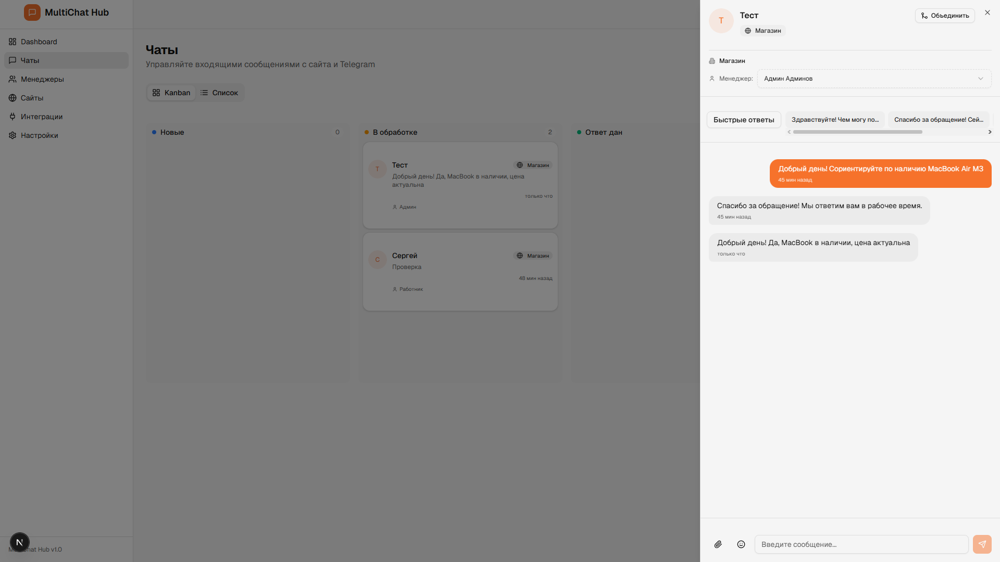 MultiChat Hub
Dashboard
Чаты
Менеджеры
Сайты
Интеграции
Настройки
N
Chat Hub v1.0
Чаты
Управляйте входящими сообщениями с сайта и Telegram
Kanban
Список
Новые
0
В обработке
2
Т
Тест
Магазин
Добрый день! Да, MacBook в наличии, цена
актуальна
только что
Админ
С
Сергей
Магазин
Проверка
48 мин назад
Работник
Ответ дан
Т
Тест
Магазин
Объединить
Магазин
Менеджер:
Админ Админов
Быстрые ответы
Здравствуйте! Чем могу по...
Спасибо за обращение! Сей...
Добрый день! Сориентируйте по наличию MacBook Air M3
45 мин назад
Спасибо за обращение! Мы ответим вам в рабочее время.
45 мин назад
Добрый день! Да, MacBook в наличии, цена актуальна
только что
Введите сообщение...